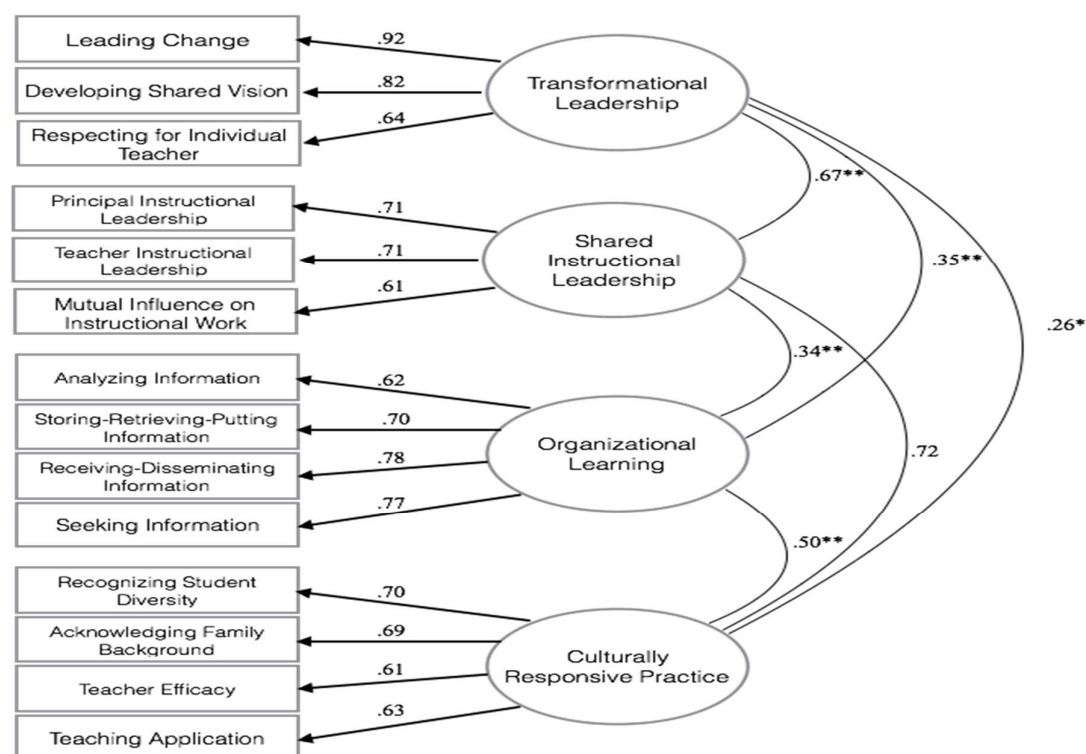 Leading Change
.92
Developing Shared Vision
.82
Respecting for Individual
Teacher
.64
Transformational
Leadership
.67**
Principal Instructional
Leadership
.71
Teacher Instructional
Leadership
.71
Mutual Influence on
Instructional Work
.61
Shared
Instructional
Leadership
.35**
.26*
.34**
Analyzing Information
.62
Storing-Retrieving-Putting
Information
.70
Receiving-Disseminating
Information
.78
Seeking Information
.77
Organizational
Learning
.72
.50**
Recognizing Student
Diversity
.70
Acknowledging Family
Background
.69
Teacher Efficacy
.61
Teaching Application
.63
Culturally
Responsive Practice